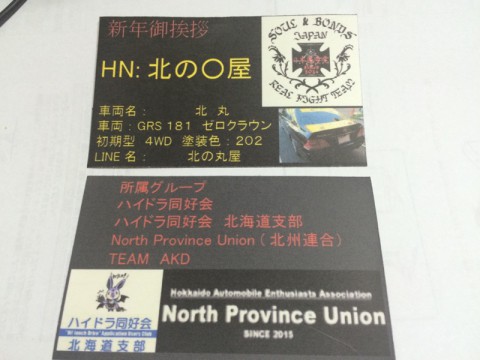 新年御挨拶
HN: 北の〇屋
車両名： 北 丸
車両：GRS 181 ゼロクラウン
初期型 4WD 塗装色：202
LINE 名： 北の丸屋
SOUL & BONDS
JAPAN
REAL FIGHT TEAM
所属グループ
ハイドラ同好会
ハイドラ同好会 北海道支部
North Province Union（北州連合）
TEAM AKD
ハイドラ同好会
北海道支部
Hokkaido Automobile Enthusiasts Association
North Province Union
SINCE 2015